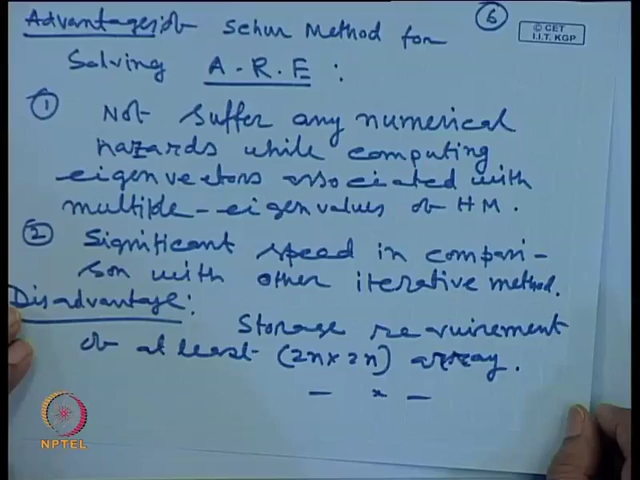 Advantages of Schur Method for
6
© CET
I.I.T. KGP
Solving A.R.E :
1 Not suffer any numerical
hazards while computing
eigenvectors associated with
multiple-eigenvalues of HM.
2 Significant speed in compari-
son with other iterative method.
Disadvantage:
Storage requirement
of at least (2n×2n) array.
— x —
NPTEL